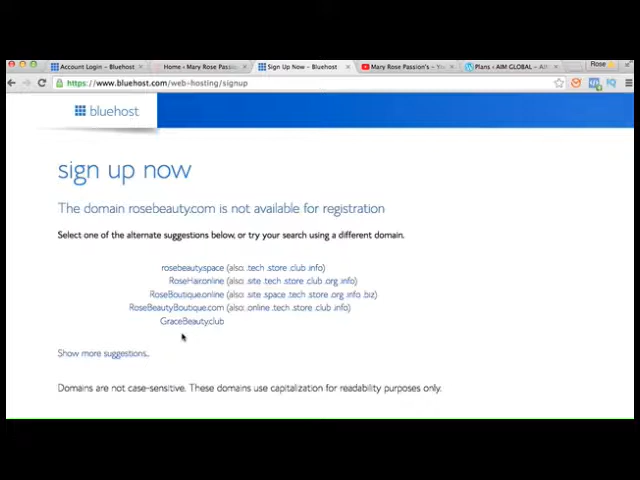 Account Login - Bluehost
Home - Mary Rose Passion
Sign Up Now - Bluehost
Mary Rose Passion's - 
Plans - AIM GLOBAL -
Rose
https://www.bluehost.com/web-hosting/signup
bluehost
sign up now
The domain rosebeauty.com is not available for registration
Select one of the alternate suggestions below, or try your search using a different domain.
rosebeauty.space (also: .tech .store .club .info)
RoseHair.online (also: .site .tech .store .club .org .info)
RoseBoutique.online (also: .site .space .tech .store .org .info .biz)
RoseBeautyBoutique.com (also: .online .tech .store .club .info)
GraceBeauty.club
Show more suggestions..
Domains are not case-sensitive. These domains use capitalization for readability purposes only.